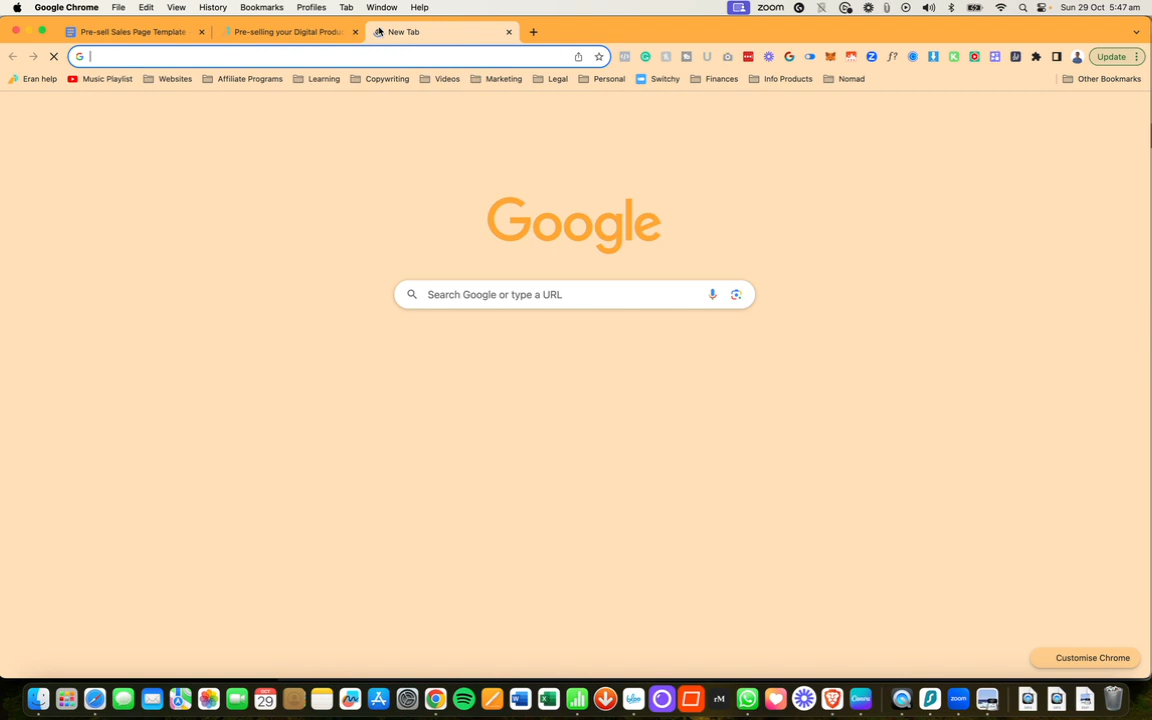 Google Chrome File Edit View History Bookmarks Profiles Tab Window Help zoom Sun 29 Oct 5:47 am
Pre-sell Sales Page Template Pre-selling your Digital Produc New Tab
Update
Eran help Music Playlist Websites Affiliate Programs Learning Copywriting Videos Marketing Legal Personal Switchy Finances Info Products Nomad Other Bookmarks
Google
Search Google or type a URL
Customise Chrome